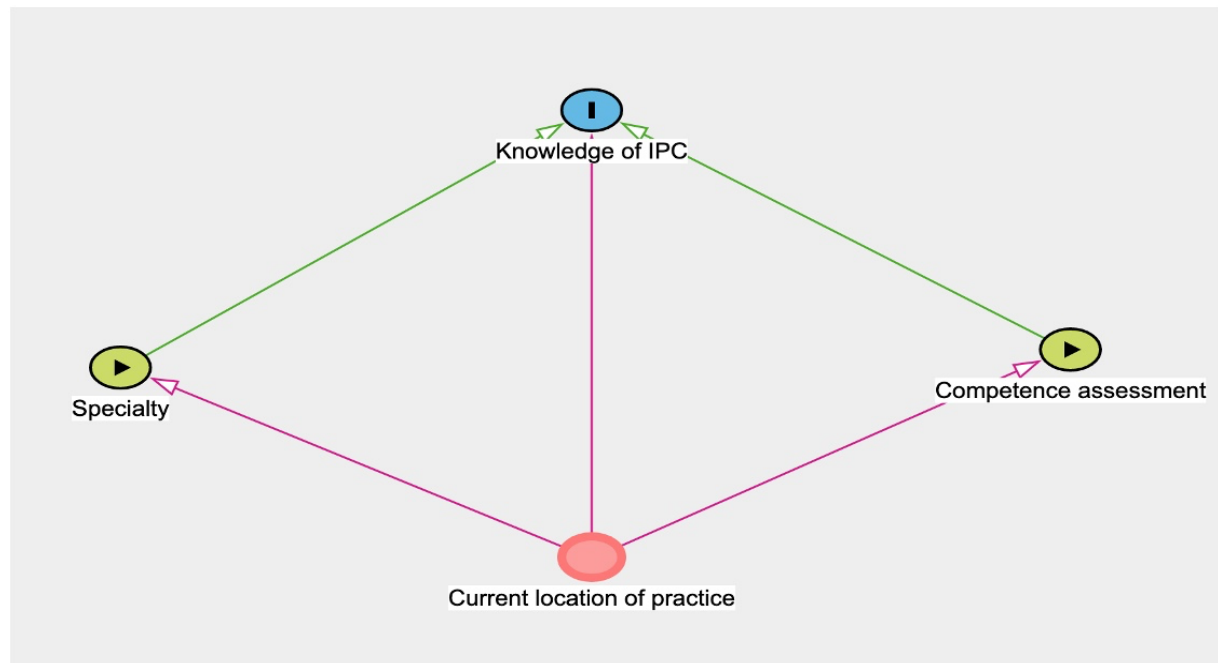 Knowledge of IPC
Specialty
Competence assessment
Current location of practice